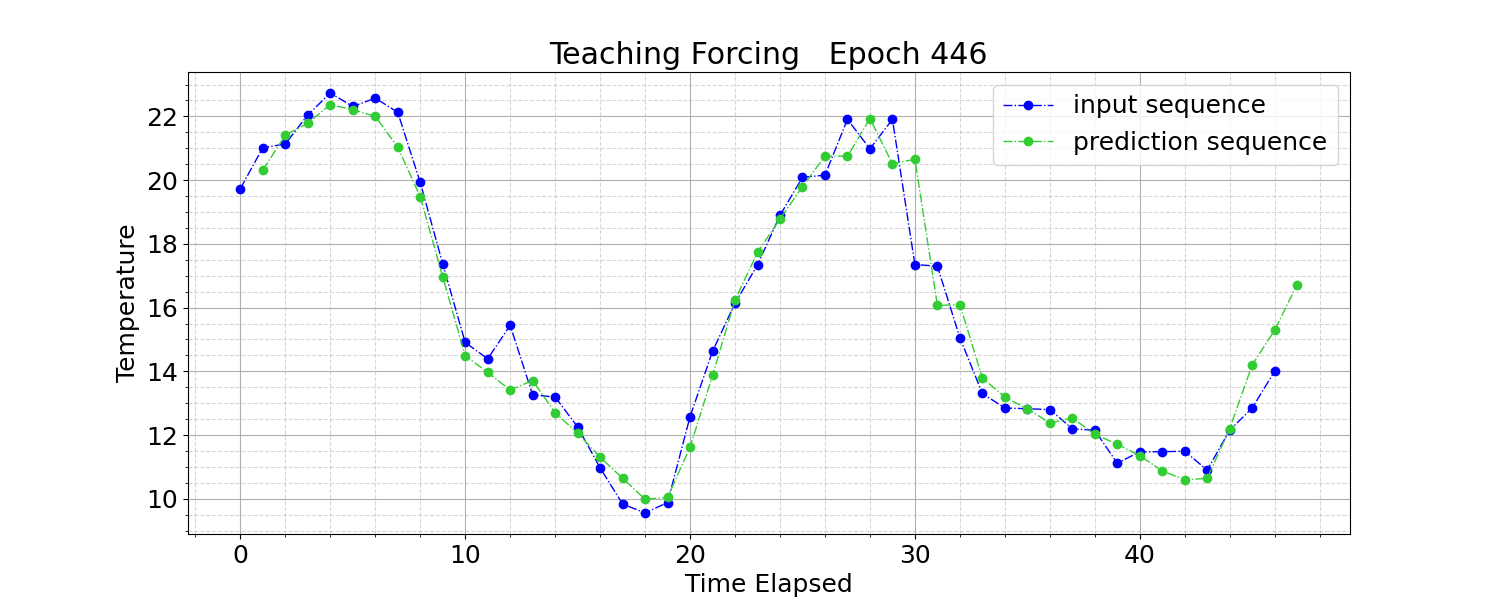 Teaching Forcing   Epoch 446
input sequence
prediction sequence
Temperature
22
20
18
16
14
12
10
0 10 20 30 40
Time Elapsed